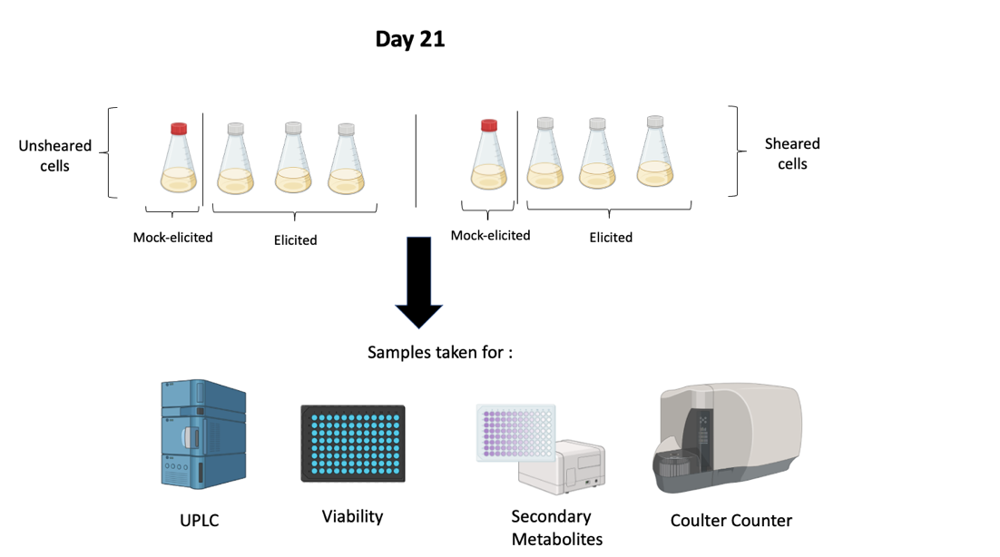 Day 21
Unsheared
cells
Sheared
cells
Mock-elicited
Elicited
Mock-elicited
Elicited
Samples taken for :
UPLC
Viability
Secondary
Metabolites
Coulter Counter